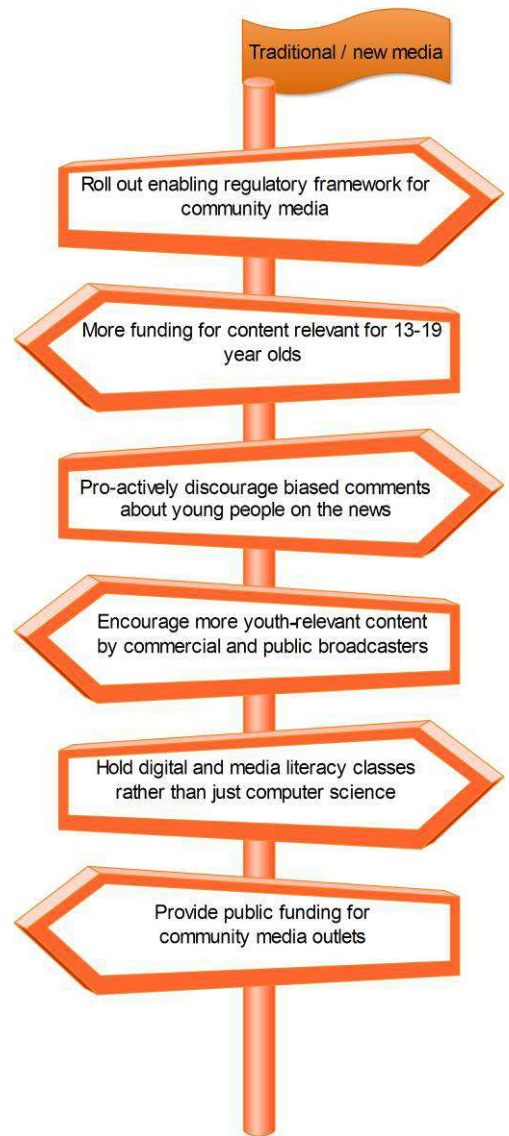 Traditional / new media
Roll out enabling regulatory framework for
community media
More funding for content relevant for 13-19
year olds
Pro-actively discourage biased comments
about young people on the news
Encourage more youth-relevant content
by commercial and public broadcasters
Hold digital and media literacy classes
rather than just computer science
Provide public funding for
community media outlets